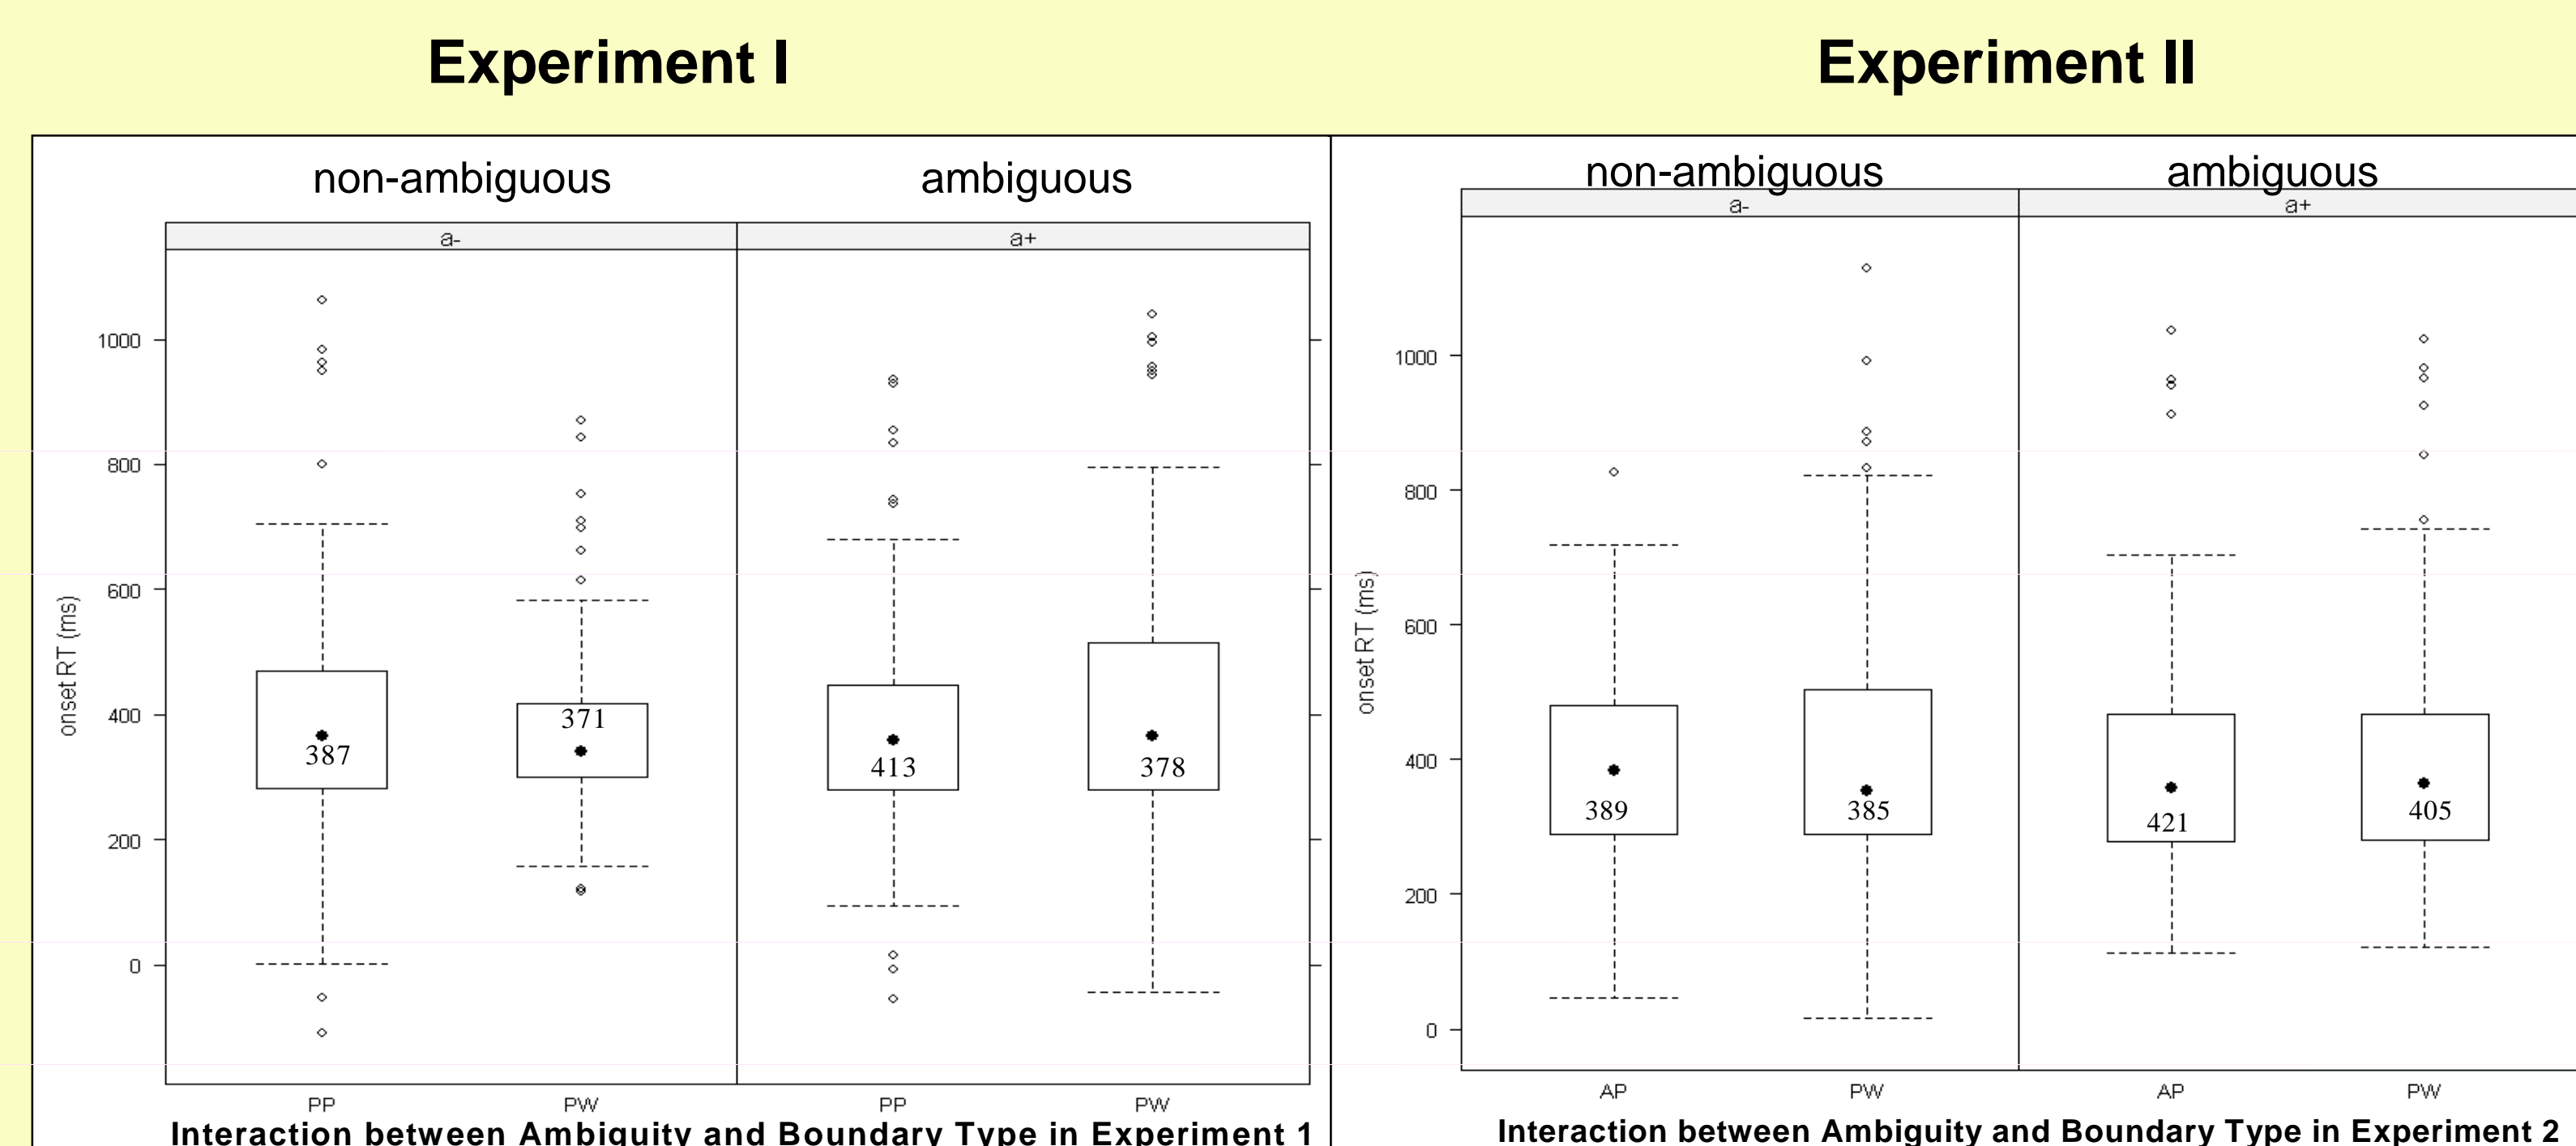 Experiment I
non-ambiguous ambiguous
a- a+
1000
800
600
400
200
0
onset RT (ms)
387 371 413 378
PP PW PP PW
Interaction between Ambiguity and Boundary Type in Experiment 1
Experiment II
non-ambiguous ambiguous
a- a+
1000
800
600
400
200
0
onset RT (ms)
389 385 421 405
AP PW AP PW
Interaction between Ambiguity and Boundary Type in Experiment 2